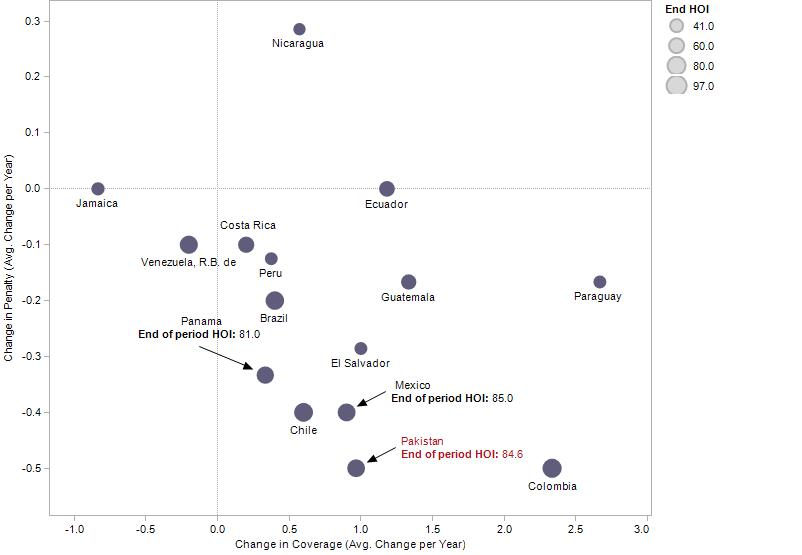 End HOI
41.0
60.0
80.0
97.0
0.3
0.2
0.1
0.0
-0.1
-0.2
-0.3
-0.4
-0.5
Change in Penalty (Avg. Change per Year)
Nicaragua
Jamaica
Ecuador
Costa Rica
Venezuela, R.B. de
Peru
Guatemala
Paraguay
Brazil
Panama
End of period HOI: 81.0
El Salvador
Mexico
End of period HOI: 85.0
Chile
Pakistan
End of period HOI: 84.6
Colombia
-1.0
-0.5
0.0
0.5
1.0
1.5
2.0
2.5
3.0
Change in Coverage (Avg. Change per Year)